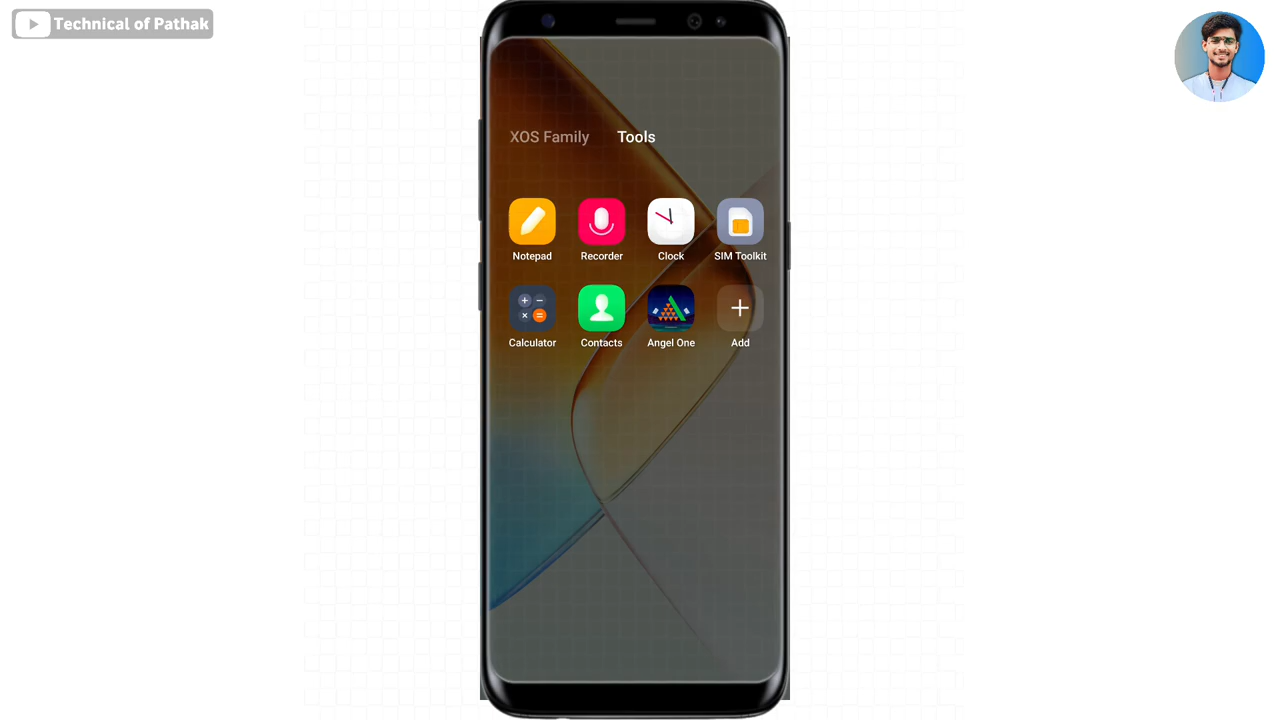 Technical of Pathak
XOS Family Tools
Notepad Recorder Clock SIM Toolkit
Calculator Contacts Angel One Add